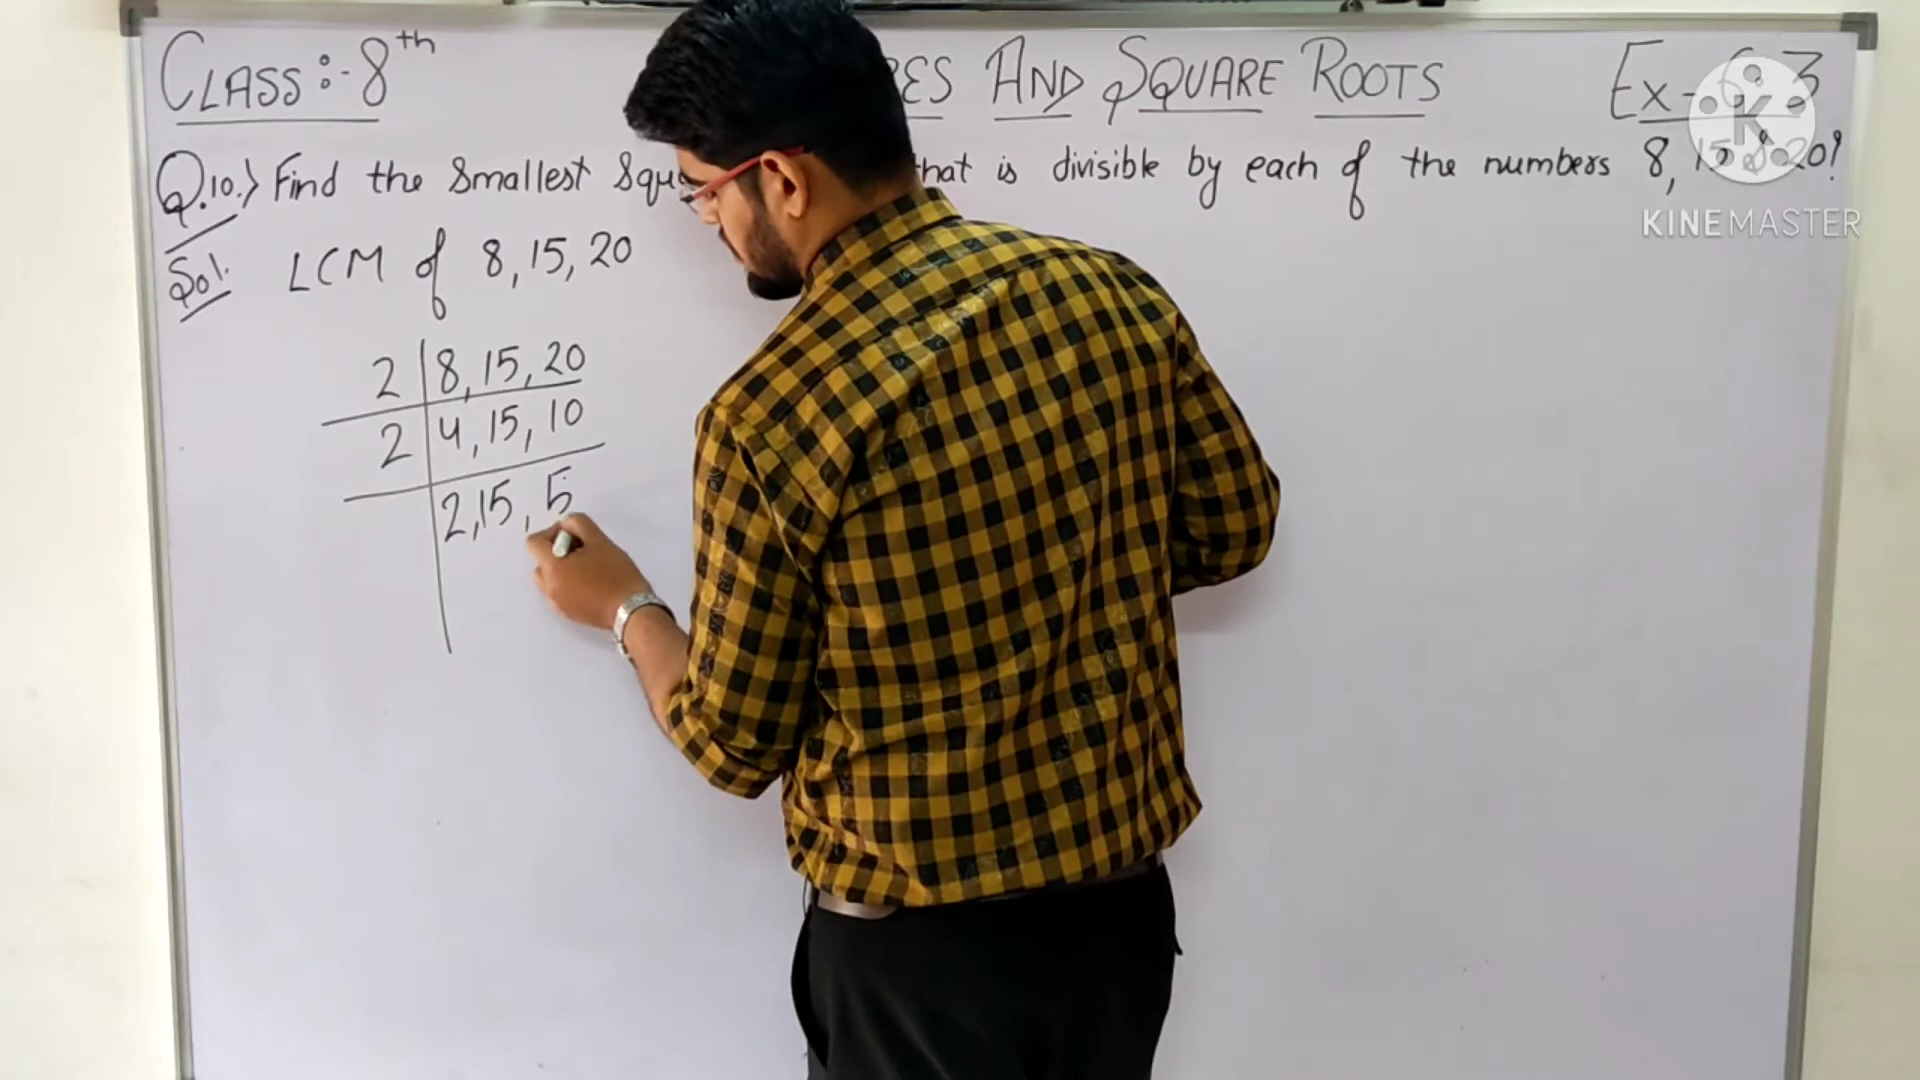 CLASS:-8th RES AND SQUARE ROOTS Ex-6.3
Q.10.) Find the Smallest Squ that is divisible by each of the numbers 8, 15 & 20?
KINEMASTER
Sol. LCM of 8, 15, 20
2 8, 15, 20
2 4, 15, 10
2, 15, 5